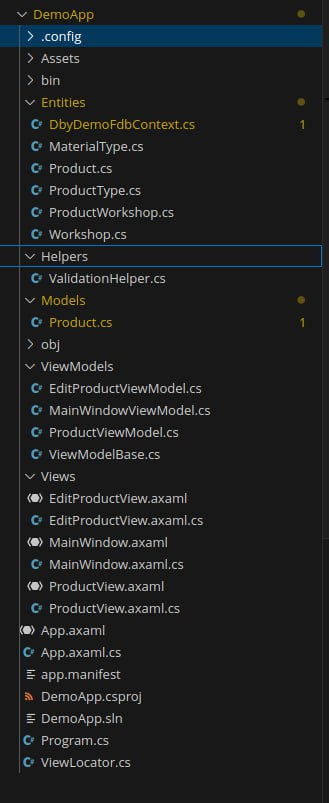 DemoApp
.config
Assets
bin
Entities
DbyDemoFdbContext.cs 1
MaterialType.cs
Product.cs
ProductType.cs
ProductWorkshop.cs
Workshop.cs
Helpers
ValidationHelper.cs
Models
Product.cs 1
obj
ViewModels
EditProductViewModel.cs
MainWindowViewModel.cs
ProductViewModel.cs
ViewModelBase.cs
Views
EditProductView.axaml
EditProductView.axaml.cs
MainWindow.axaml
MainWindow.axaml.cs
ProductView.axaml
ProductView.axaml.cs
App.axaml
App.axaml.cs
app.manifest
DemoApp.csproj
DemoApp.sln
Program.cs
ViewLocator.cs